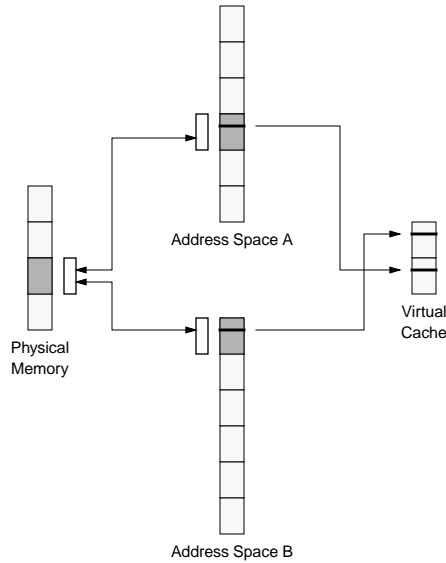 Address Space A
Virtual
Cache
Physical
Memory
Address Space B